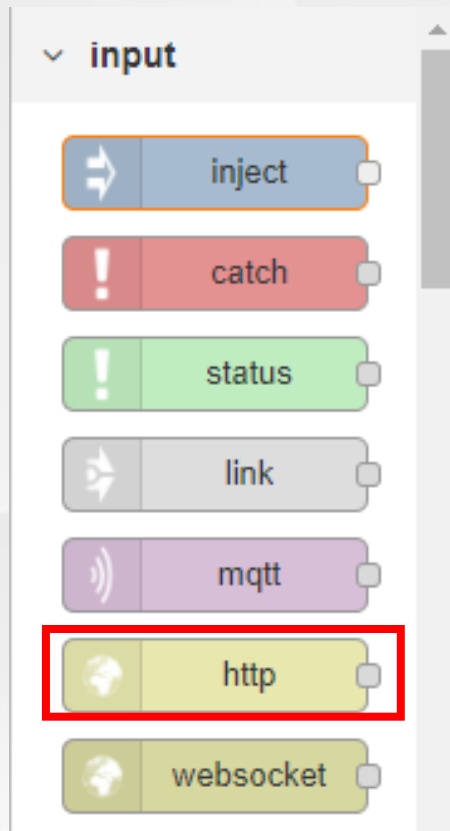 input
inject
catch
status
link
mqtt
http
websocket